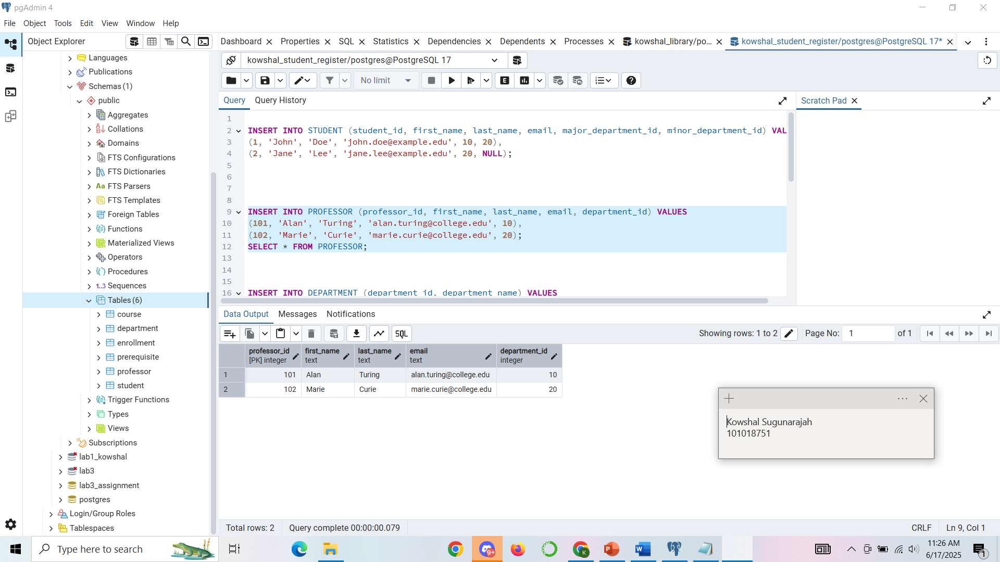 pgAdmin 4
File Object Tools Edit View Window Help
Object Explorer
Dashboard Properties SQL Statistics Dependencies Dependents Processes kowshal_library/po... kowshal_student_register/postgres@PostgreSQL 17*
kowshal_student_register/postgres@PostgreSQL 17
No limit
E
Query Query History
Scratch Pad
Languages
Publications
Schemas (1)
public
Aggregates
Collations
Domains
FTS Configurations
FTS Dictionaries
Aa FTS Parsers
FTS Templates
Foreign Tables
Functions
Materialized Views
Operators
Procedures
1..3 Sequences
Tables (6)
course
department
enrollment
prerequisite
professor
student
Trigger Functions
Types
Views
Subscriptions
lab1_kowshal
lab3
lab3_assignment
postgres
Login/Group Roles
Tablespaces
1
2 INSERT INTO STUDENT (student_id, first_name, last_name, email, major_department_id, minor_department_id) VAL
3 (1, 'John', 'Doe', 'john.doe@example.edu', 10, 20),
4 (2, 'Jane', 'Lee', 'jane.lee@example.edu', 20, NULL);
5
6
7
8
9 INSERT INTO PROFESSOR (professor_id, first_name, last_name, email, department_id) VALUES
10 (101, 'Alan', 'Turing', 'alan.turing@college.edu', 10),
11 (102, 'Marie', 'Curie', 'marie.curie@college.edu', 20);
12 SELECT * FROM PROFESSOR;
13
14
15
16 INSERT INTO DEPARTMENT (department_id, department_name) VALUES
Data Output Messages Notifications
SQL
Showing rows: 1 to 2 Page No: 1 of 1
professor_id first_name last_name email department_id
[PK] integer text text text integer
1 101 Alan Turing alan.turing@college.edu 10
2 102 Marie Curie marie.curie@college.edu 20
Kowshal Sugunarajah
101018751
Total rows: 2 Query complete 00:00:00.079 CRLF Ln 9, Col 1
Type here to search
9+
K
P
W
11:26 AM
6/17/2025
1